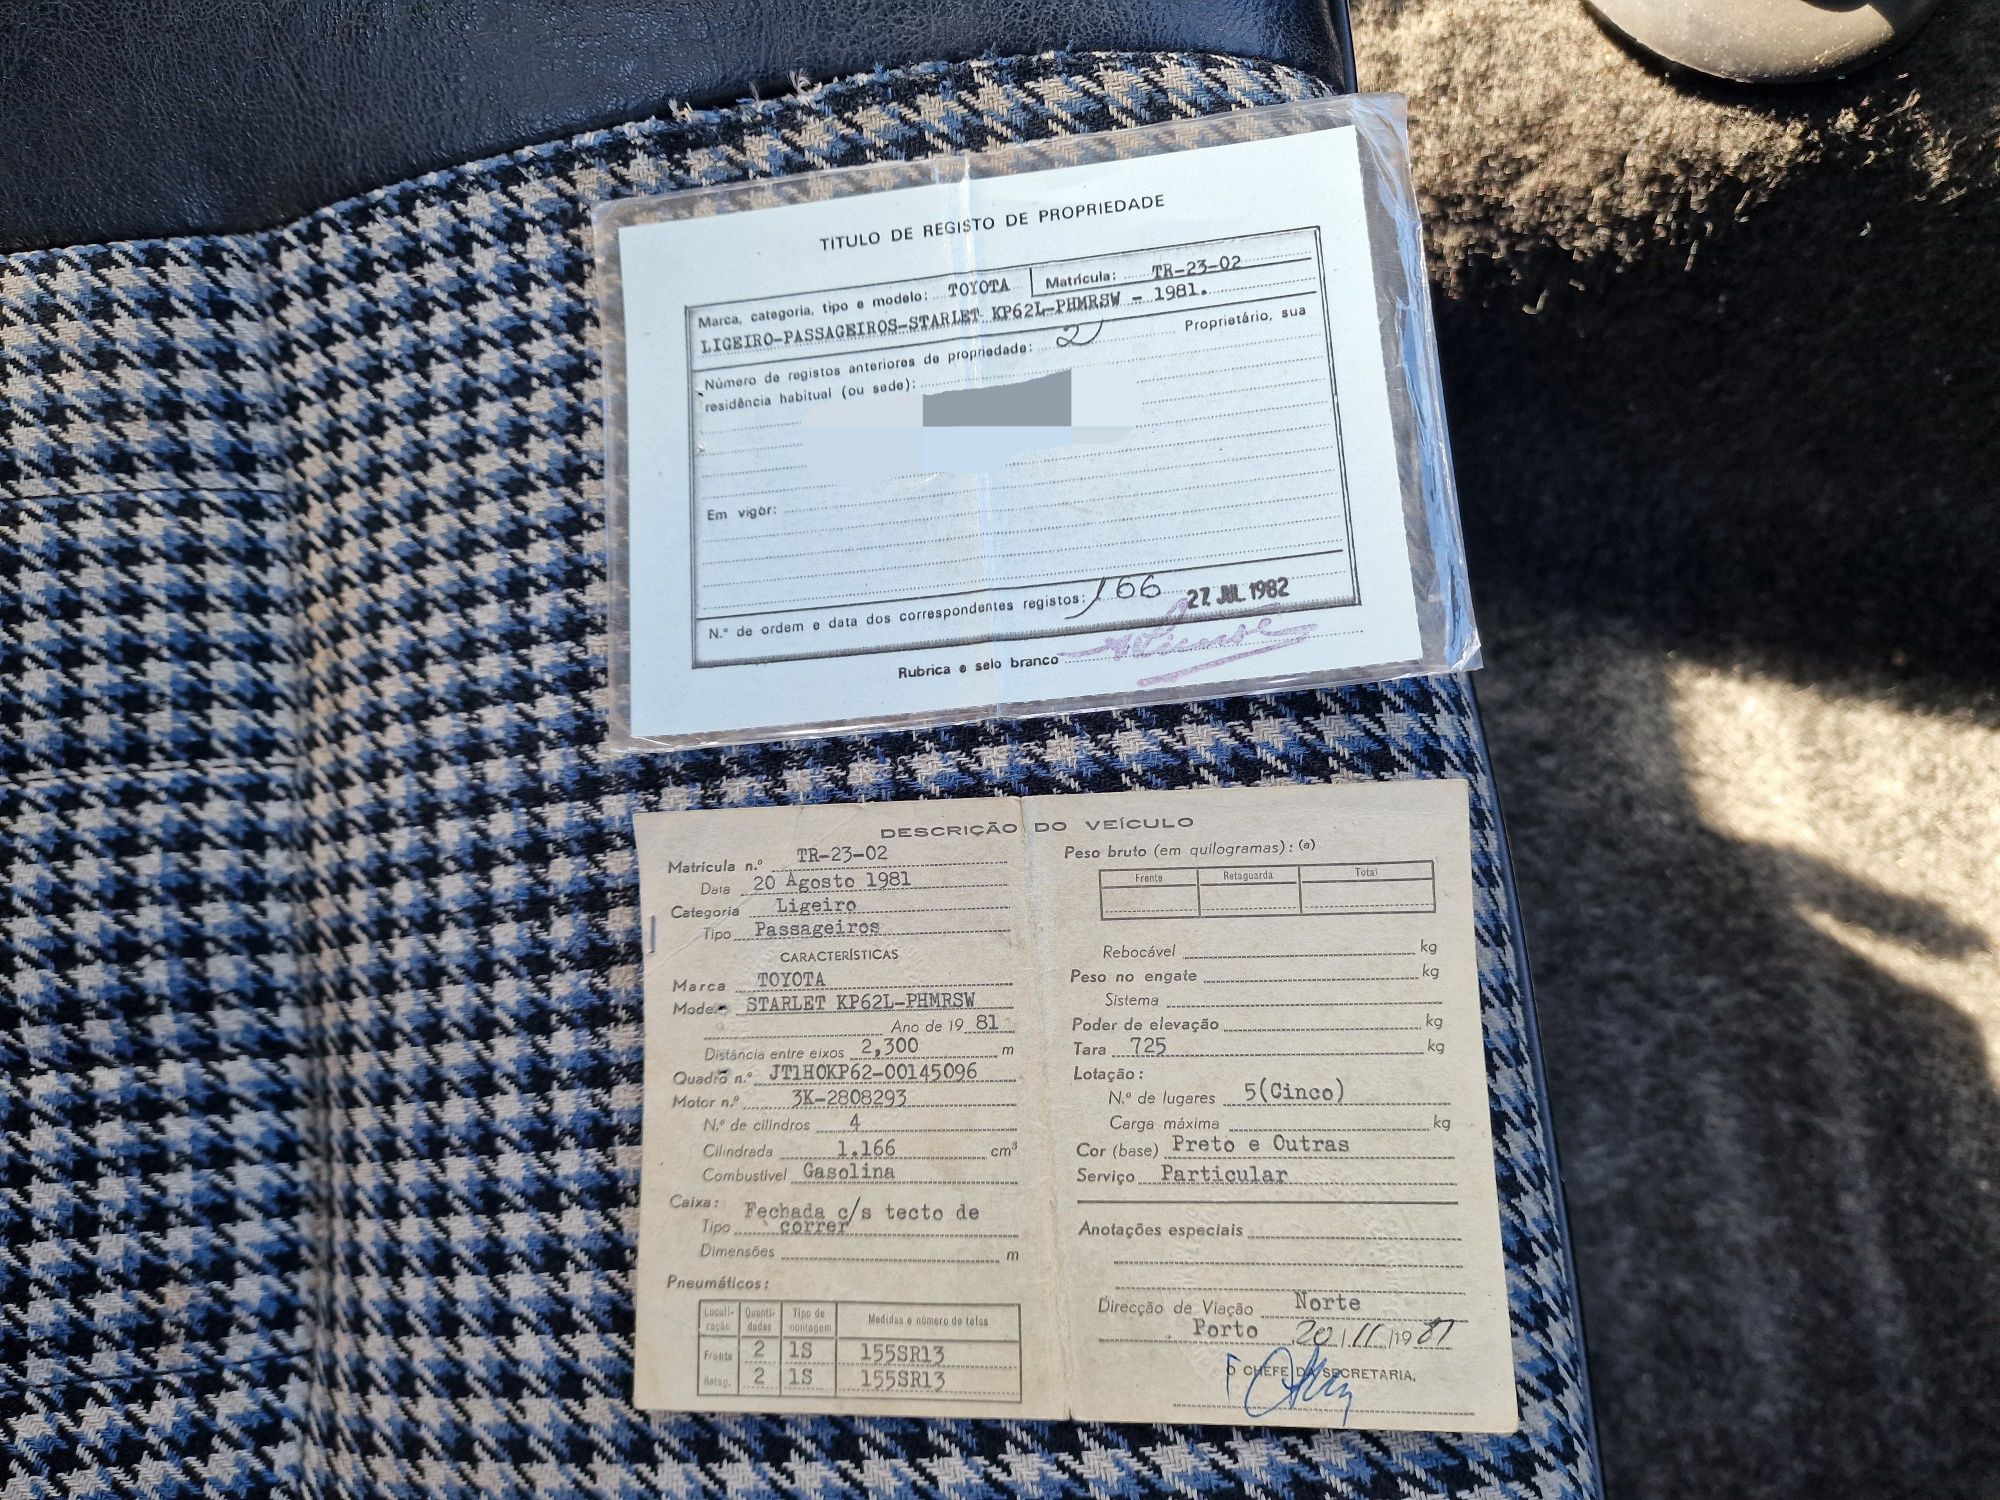 TITULO DE REGISTO DE PROPRIEDADE
Marca, categoria, tipo e modelo: TOYOTA Matrícula: TR-23-02
LIGEIRO-PASSAGEIROS-STARLET KP62L-PHMRSW - 1981.
Número de registos anteriores de propriedade: 2 Proprietário, sua
residência habitual (ou sede):
Em vigor:
N.º de ordem e data dos correspondentes registos: 166 27 JUL 1982
Rubrica e selo branco
DESCRIÇÃO DO VEÍCULO
Matrícula n.º TR-23-02
Data 20 Agosto 1981
Categoria Ligeiro
Tipo Passageiros
CARACTERÍSTICAS
Marca TOYOTA
Modelo STARLET KP62L-PHMRSW
Ano de 19 81
Distância entre eixos 2,300 m
Quadro n.º JT1H0KP62-00145096
Motor n.º 3K-2808293
N.º de cilindros 4
Cilindrada 1.166 cm³
Combustível Gasolina
Caixa:
Tipo Fechada c/s tecto de
correr
Dimensões m
Pneumáticos:
Locali-zação Quanti-dades Tipo de montagem Medidas e número de telas
Frente 2 1S 155SR13
Retag. 2 1S 155SR13
Peso bruto (em quilogramas): (a)
Frente Retaguarda Total
Rebocável kg
Peso no engate kg
Sistema
Poder de elevação kg
Tara 725 kg
Lotação:
N.º de lugares 5(Cinco)
Carga máxima kg
Cor (base) Preto e Outras
Serviço Particular
Anotações especiais
Direcção de Viação Norte
Porto 20/11/1981
O CHEFE DA SECRETARIA,